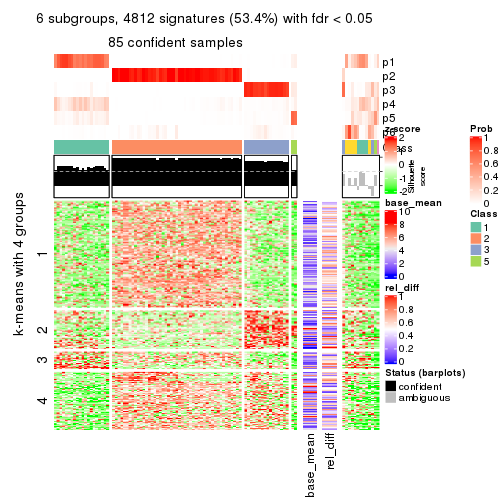 6 subgroups, 4812 signatures (53.4%) with fdr < 0.05
85 confident samples
p1
p2
p3
p4
p5
p6
Class
Silhouette
score
k-means with 4 groups
1
2
3
4
base_mean
rel_diff
z-score
2
1
0
-1
-2
base_mean
10
8
6
4
2
0
rel_diff
1
0.8
0.6
0.4
0.2
0
Status (barplots)
confident
ambiguous
Prob
1
0.8
0.6
0.4
0.2
0
Class
1
2
3
5